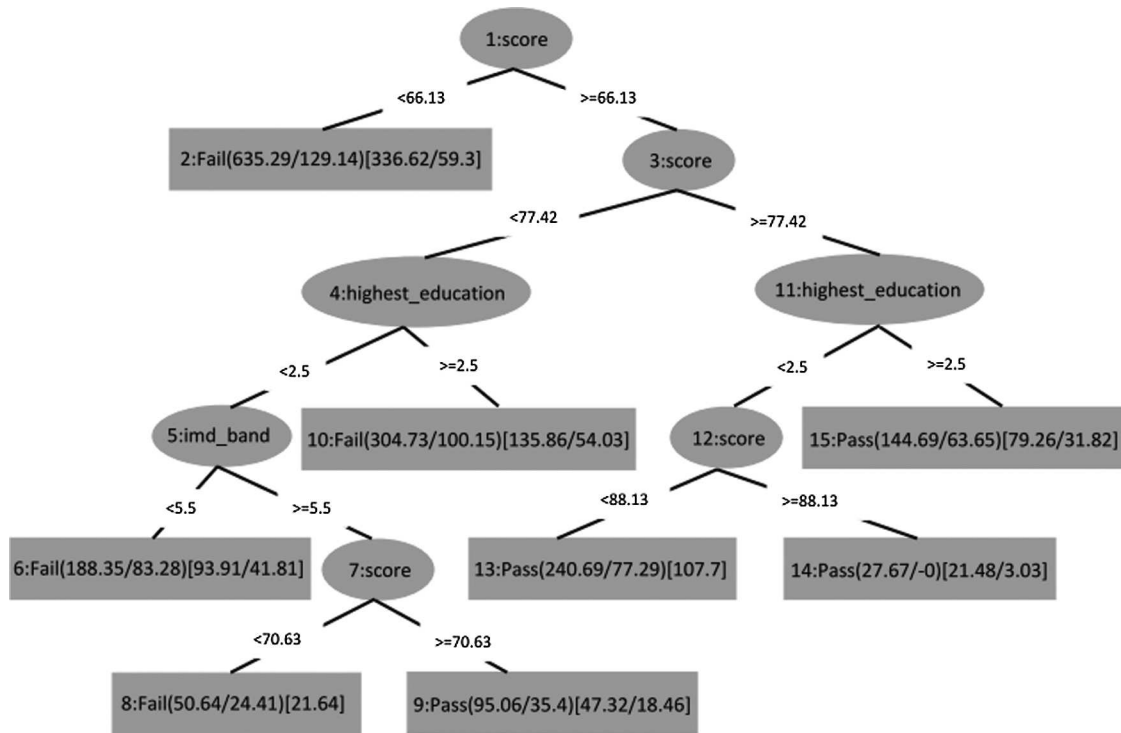 1:score
<66.13
>=66.13
2:Fail(635.29/129.14)[336.62/59.3]
3:score
<77.42
>=77.42
4:highest_education
11:highest_education
<2.5
>=2.5
<2.5
>=2.5
5:imd_band
10:Fail(304.73/100.15)[135.86/54.03]
12:score
15:Pass(144.69/63.65)[79.26/31.82]
<5.5
>=5.5
<88.13
>=88.13
6:Fail(188.35/83.28)[93.91/41.81]
7:score
13:Pass(240.69/77.29)[107.7]
14:Pass(27.67/-0)[21.48/3.03]
<70.63
>=70.63
8:Fail(50.64/24.41)[21.64]
9:Pass(95.06/35.4)[47.32/18.46]